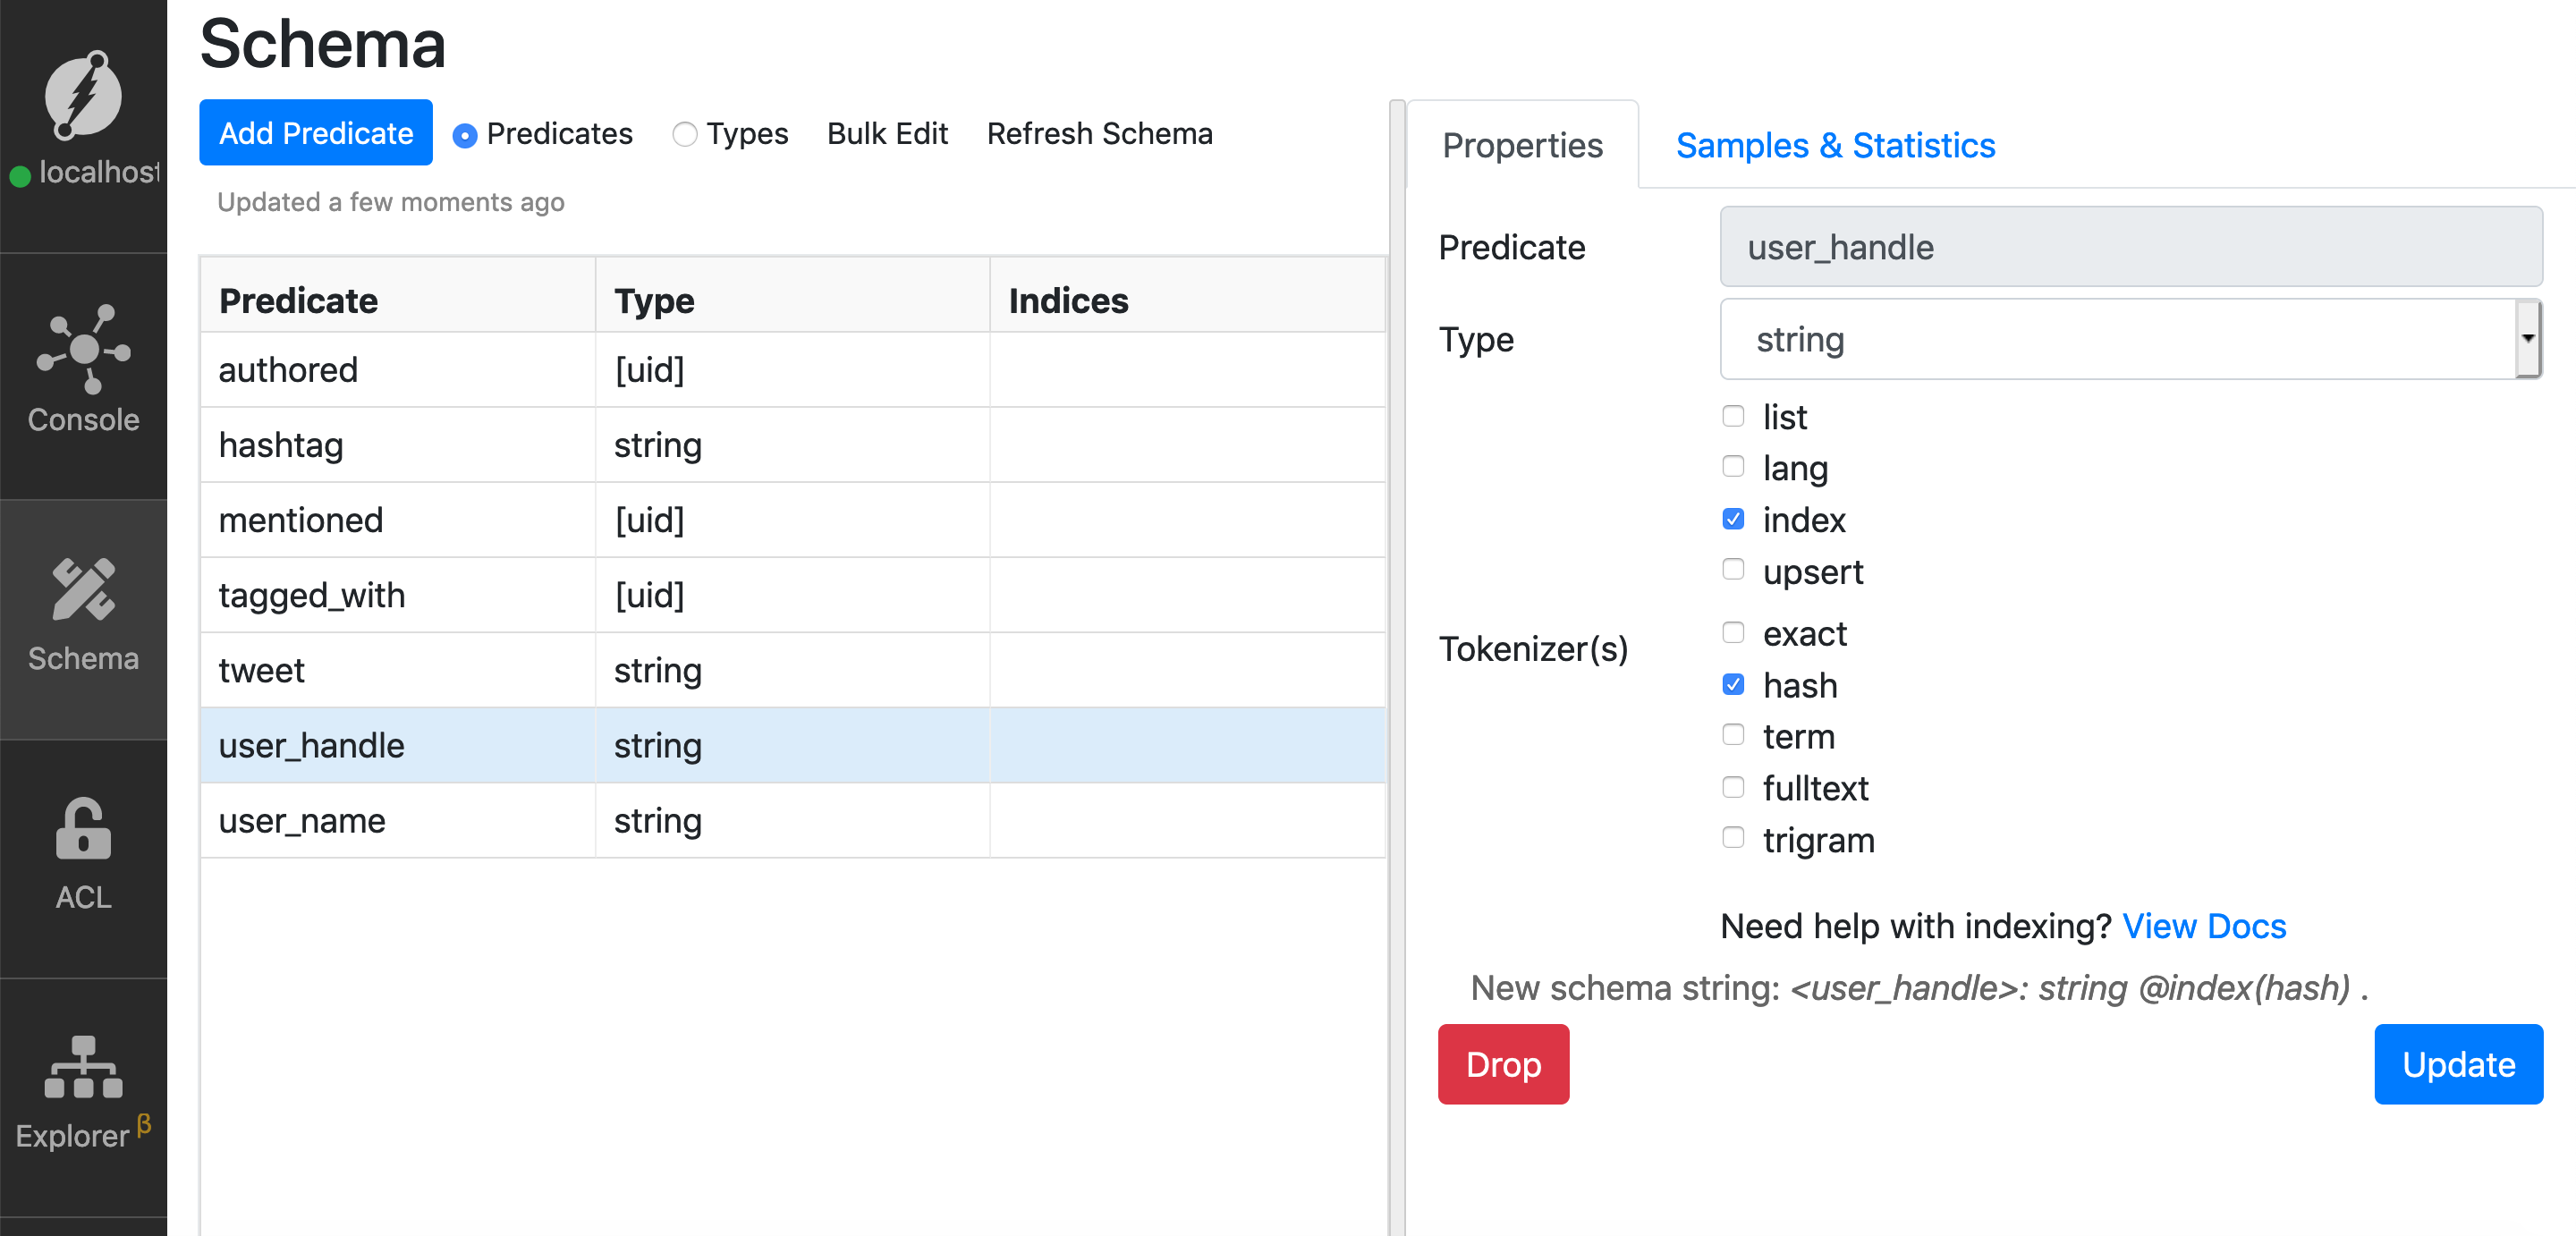 Schema
localhost
Console
Schema
ACL
Explorer β
Add Predicate Predicates Types Bulk Edit Refresh Schema
Updated a few moments ago
Predicate Type Indices
authored [uid]
hashtag string
mentioned [uid]
tagged_with [uid]
tweet string
user_handle string
user_name string
Properties Samples & Statistics
Predicate user_handle
Type string
list
lang
index
upsert
Tokenizer(s)
exact
hash
term
fulltext
trigram
Need help with indexing? View Docs
New schema string: <user_handle>: string @index(hash) .
Drop Update